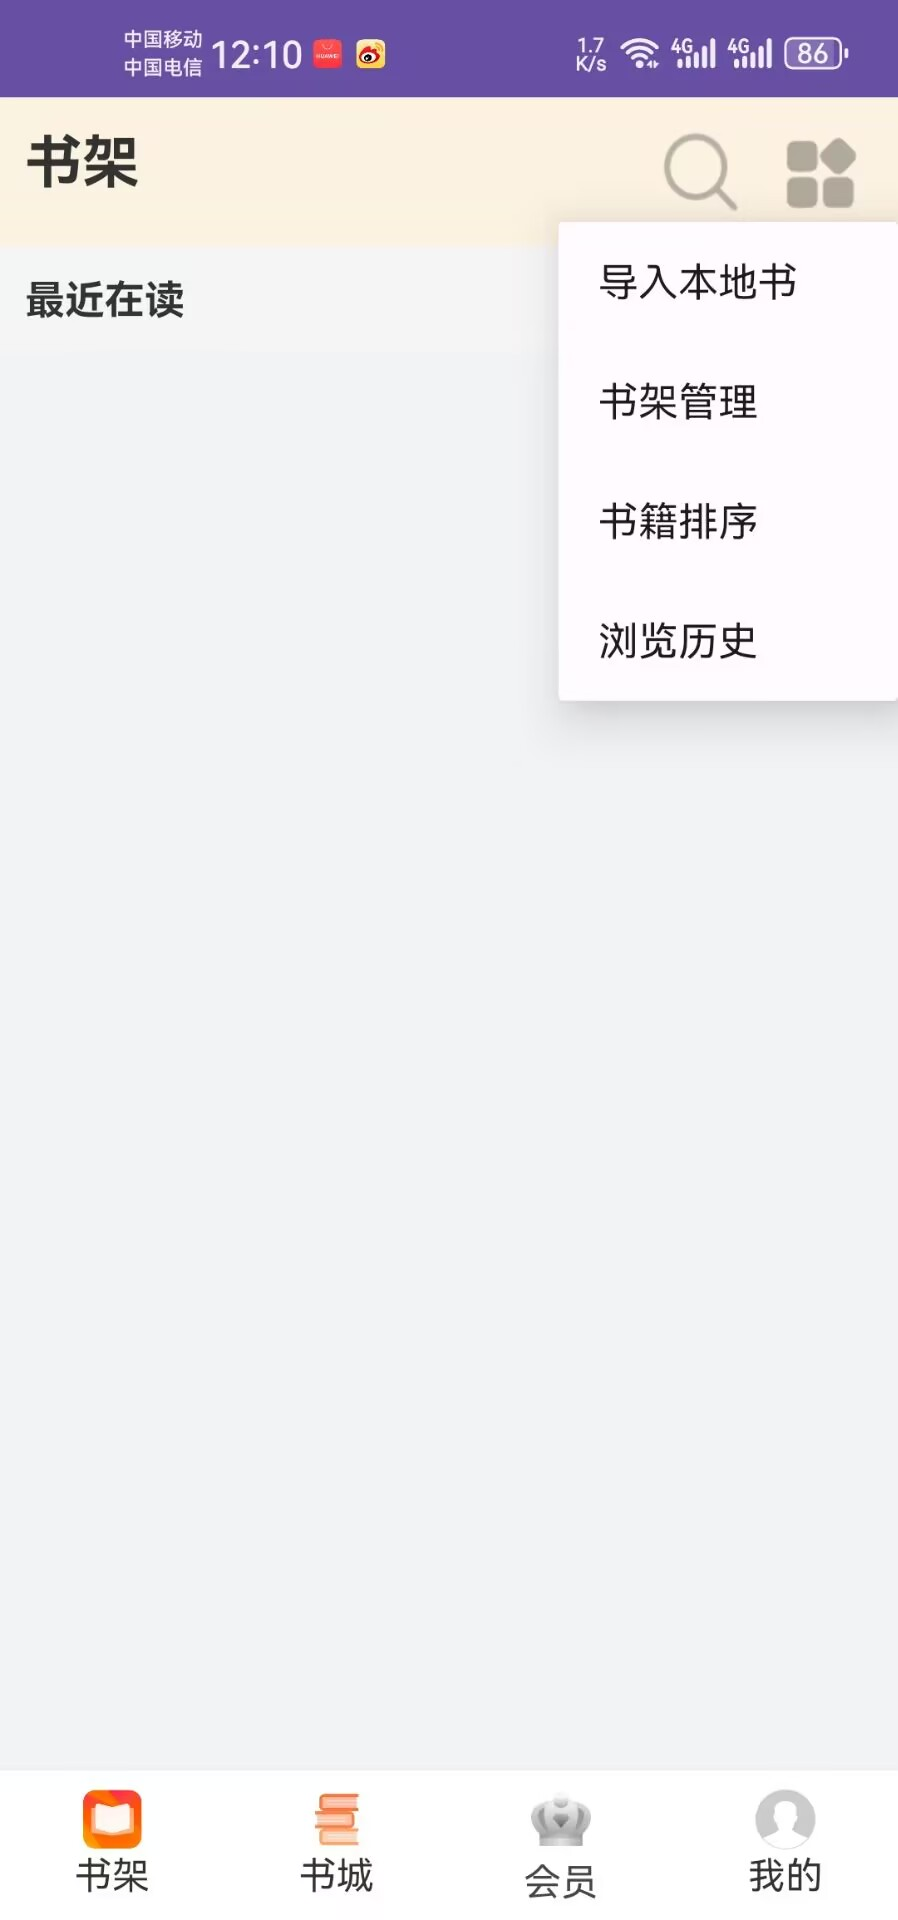 中国移动
中国电信
12:10
HUAWEI
1.7
K/s
4G
4G
86
书架
导入本地书
最近在读
书架管理
书籍排序
浏览历史
书架
书城
会员
我的